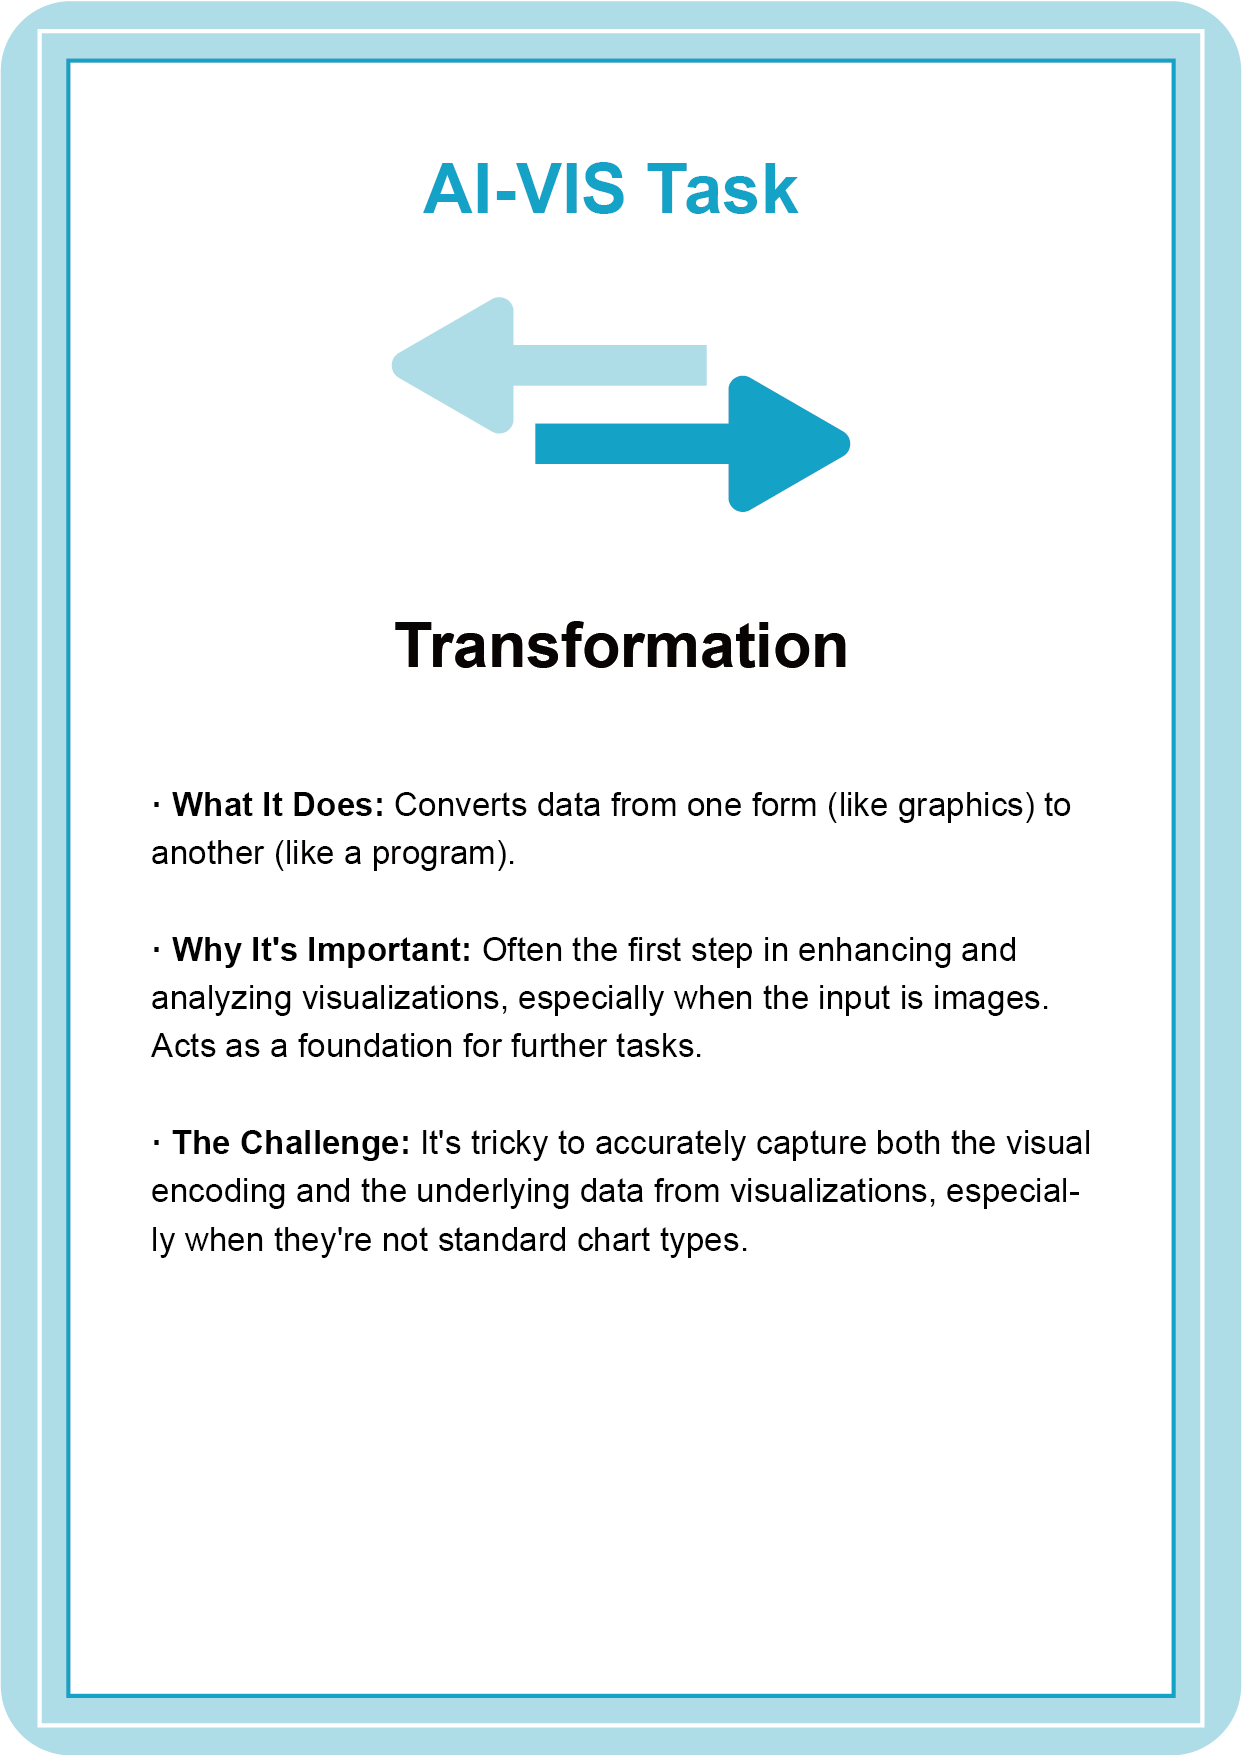 AI-VIS Task
Transformation
· What It Does: Converts data from one form (like graphics) to
another (like a program).
· Why It's Important: Often the first step in enhancing and
analyzing visualizations, especially when the input is images.
Acts as a foundation for further tasks.
· The Challenge: It's tricky to accurately capture both the visual
encoding and the underlying data from visualizations, especial-
ly when they're not standard chart types.